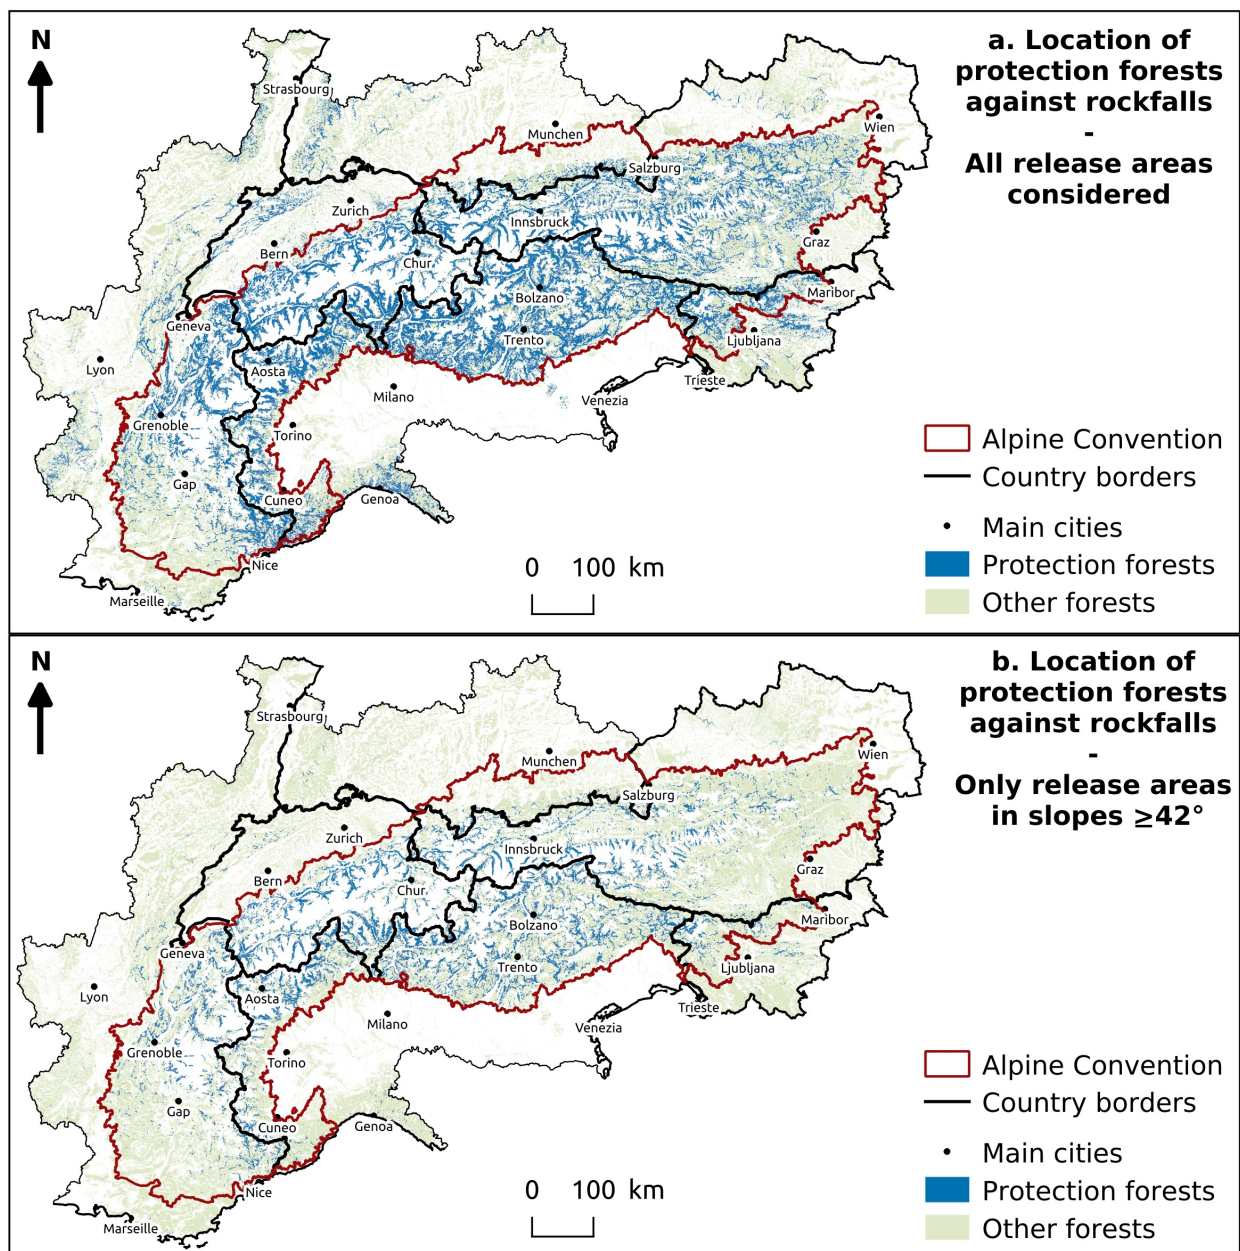 N
a. Location of
protection forests
against rockfalls
-
All release areas
considered
Strasbourg
Munchen
Wien
Salzburg
Zurich
Innsbruck
Graz
Bern
Chur
Maribor
Bolzano
Geneva
Trento
Ljubljana
Lyon
Aosta
Trieste
Milano
Venezia
Grenoble
Torino
Gap
Cuneo
Genoa
Nice
Marseille
Alpine Convention
Country borders
Main cities
Protection forests
Other forests
0 100 km
N
b. Location of
protection forests
against rockfalls
-
Only release areas
in slopes ≥42°
Strasbourg
Munchen
Wien
Salzburg
Zurich
Innsbruck
Graz
Bern
Chur
Maribor
Bolzano
Geneva
Trento
Ljubljana
Lyon
Aosta
Trieste
Milano
Venezia
Grenoble
Torino
Gap
Cuneo
Genoa
Nice
Marseille
Alpine Convention
Country borders
Main cities
Protection forests
Other forests
0 100 km